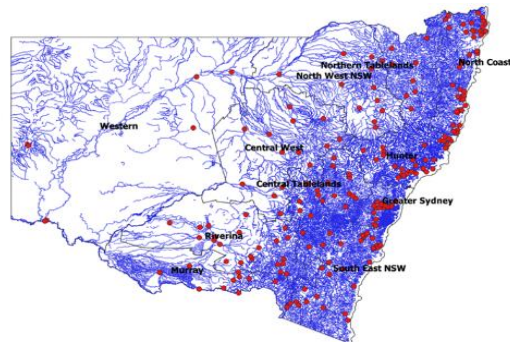 Northern Tablelands
North Coast
North West NSW
Western
Central West
Hunter
Central Tablelands
Greater Sydney
Riverina
Murray
South East NSW